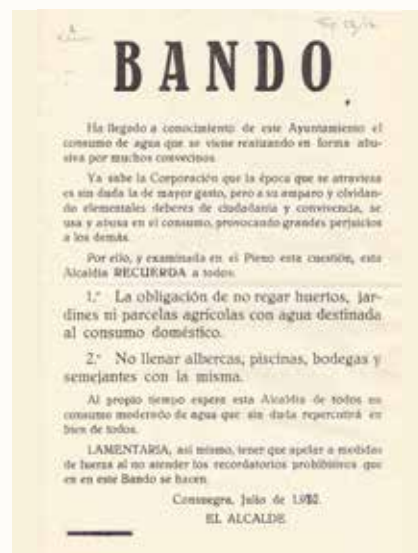 BANDO
Ha llegado a conocimiento de este Ayuntamiento el
consumo de agua que se viene realizando en forma abu-
siva por muchos convecinos.
Ya sabe la Corporación que la época que se atraviesa
es sin duda la de mayor gasto, pero a su amparo y olvidan-
do elementales deberes de ciudadanía y convivencia, se
usa y abusa en el consumo, provocando grandes perjuicios
a los demás.
Por ello, y examinada en el Pleno esta cuestión, esta
Alcaldía RECUERDA a todos:
1.º La obligación de no regar huertos, jar-
dines ni parcelas agrícolas con agua destinada
al consumo doméstico.
2.º No llenar albercas, piscinas, bodegas y
semejantes con la misma.
Al propio tiempo espera esta Alcaldía de todos un
consumo moderado de agua que sin duda repercutirá en
bien de todos.
LAMENTARIA, así mismo, tener que apelar a medidas
de fuerza al no atender los recordatorios prohibitivos que
en en este Bando se hacen.
Consuegra, Julio de
EL ALCALDE